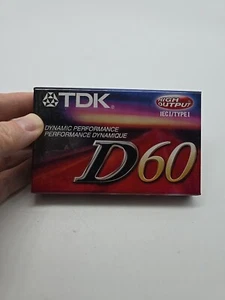 TDK
HIGH OUTPUT
IEC I / TYPE I
DYNAMIC PERFORMANCE
PERFORMANCE DYNAMIQUE
D60